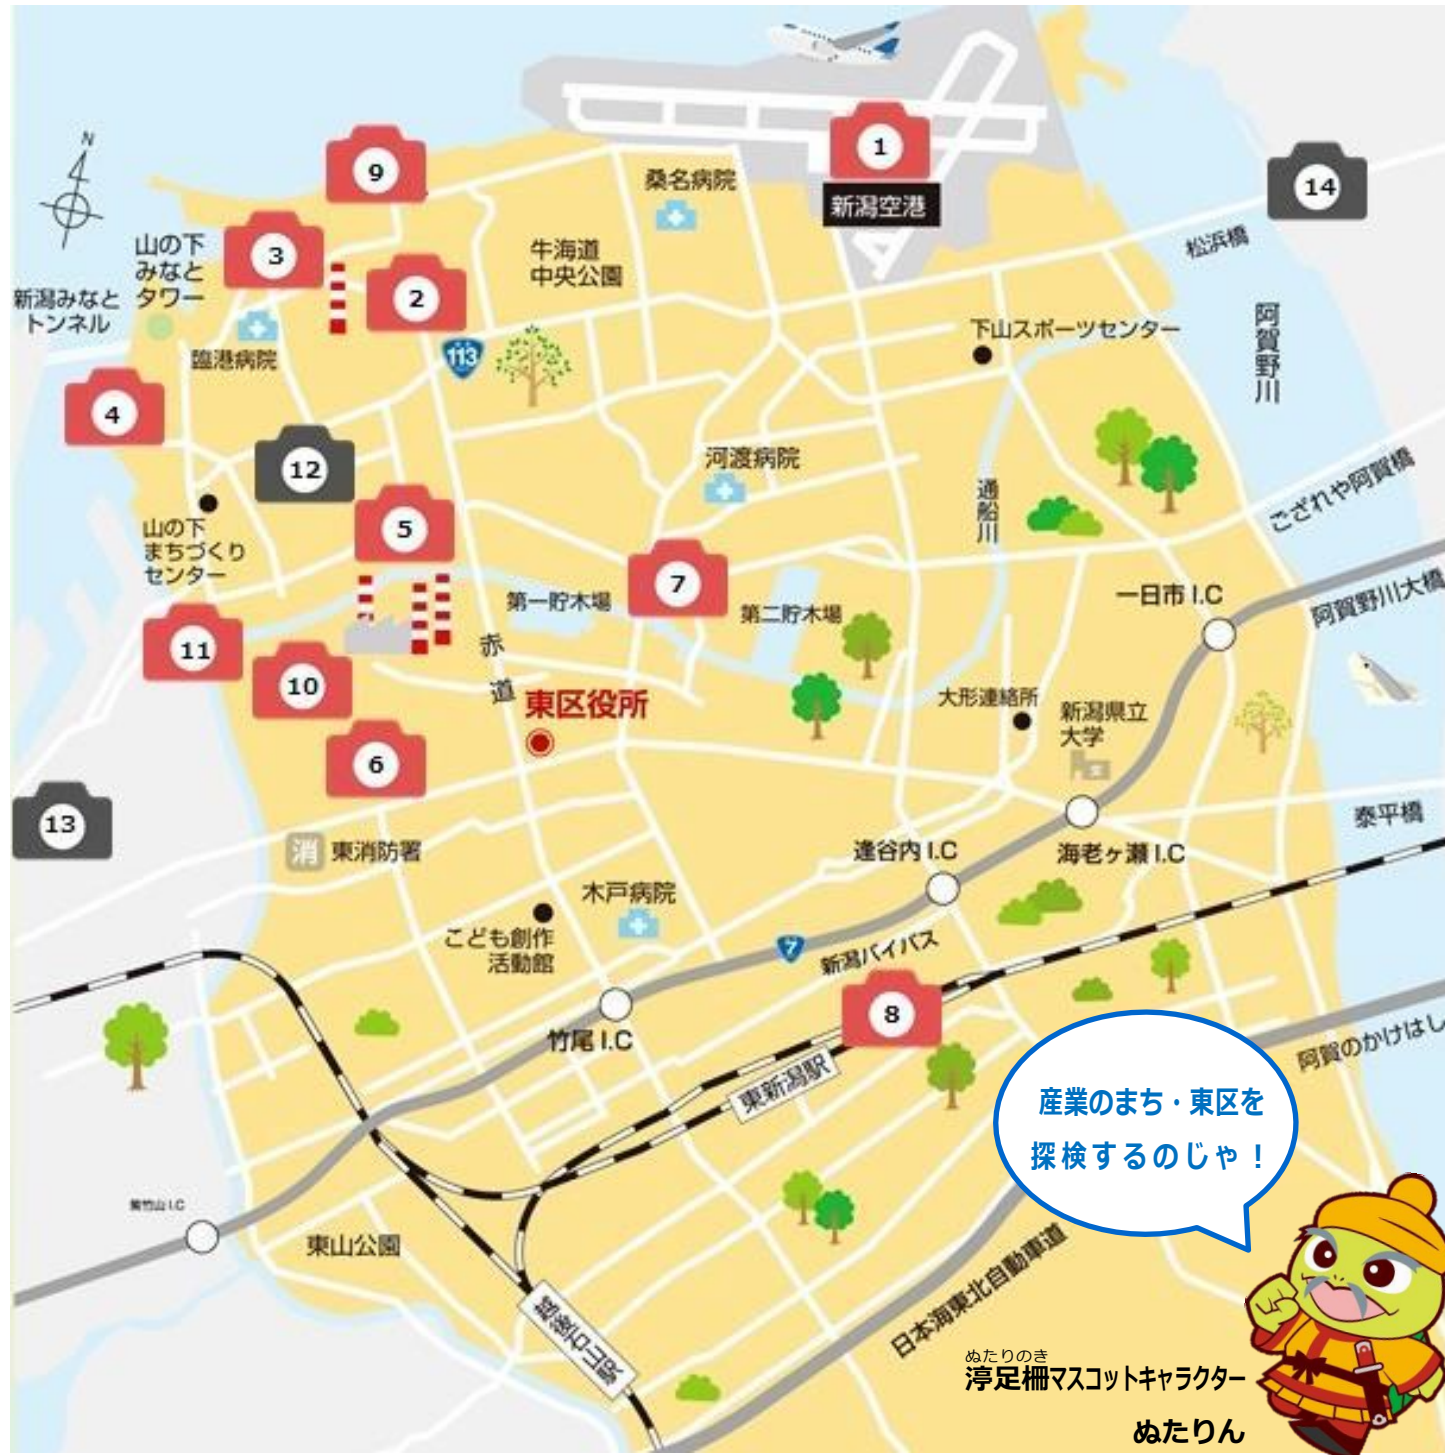 N
9
1
桑名病院
新潟空港
14
松浜橋
山の下
みなと
タワー
3
2
牛海道
中央公園
新潟みなと
トンネル
臨港病院
113
下山スポーツセンター
阿賀野川
4
12
河渡病院
通船川
ござれや阿賀橋
山の下
まちづくり
センター
5
7
第一貯木場
第二貯木場
一日市 I.C
阿賀野川大橋
11
10
赤道
東区役所
大形連絡所
新潟県立
大学
6
13
消 東消防署
木戸病院
こども創作
活動館
逢谷内 I.C
海老ヶ瀬 I.C
泰平橋
7
新潟バイパス
8
竹尾 I.C
東新潟駅
阿賀のかけはし
産業のまち・東区を
探検するのじゃ！
紫竹山 I.C
東山公園
越後石山駅
日本海東北自動車道
ぬたりのき
渟足柵マスコットキャラクター
ぬたりん